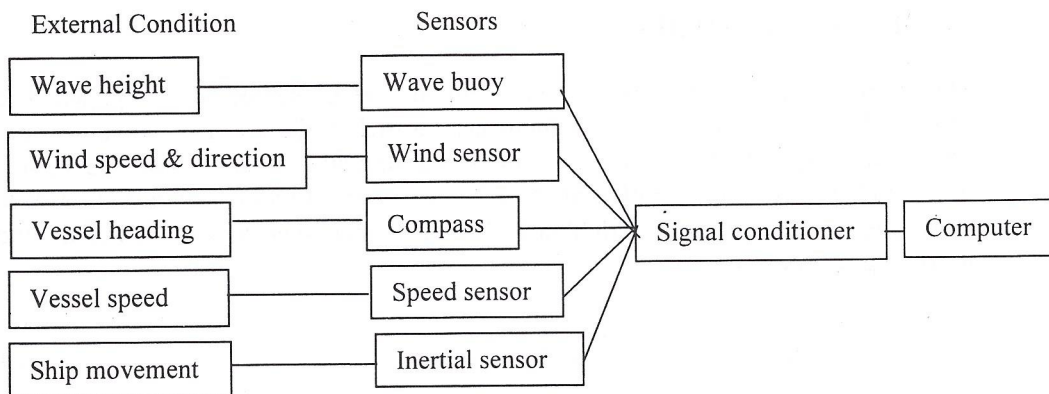 External Condition
Sensors
Wave height
Wave buoy
Wind speed & direction
Wind sensor
Vessel heading
Compass
Signal conditioner
Computer
Vessel speed
Speed sensor
Ship movement
Inertial sensor